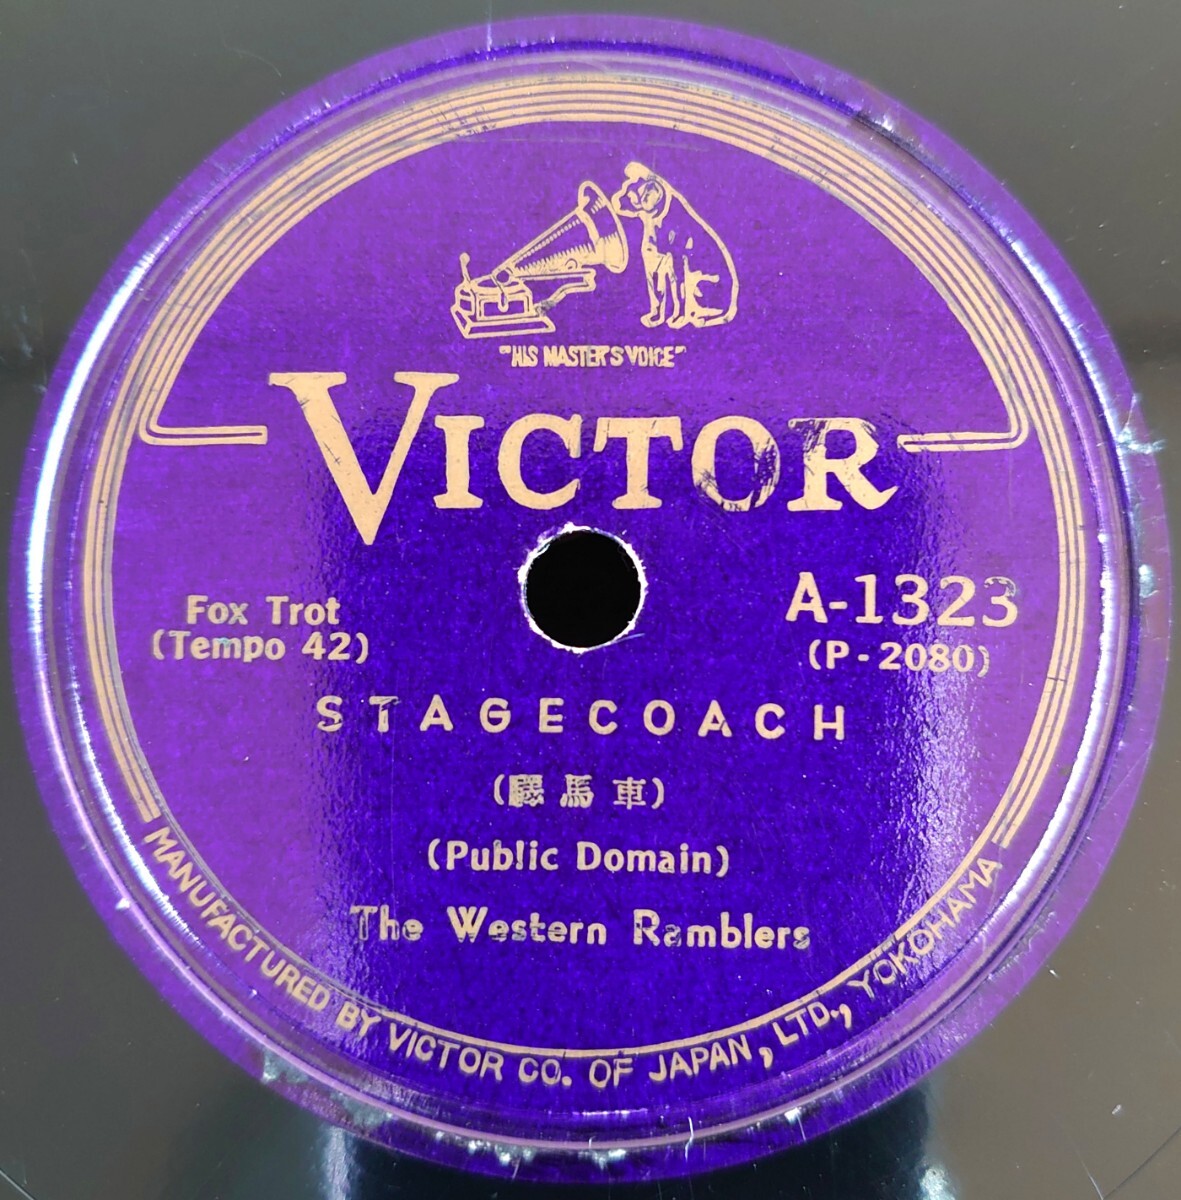 "HIS MASTER'S VOICE"
VICTOR
Fox Trot
(Tempo 42)
A-1323
(P-2080)
STAGECOACH
(驛馬車)
(Public Domain)
The Western Ramblers
MANUFACTURED BY VICTOR CO. OF JAPAN, LTD., YOKOHAMA